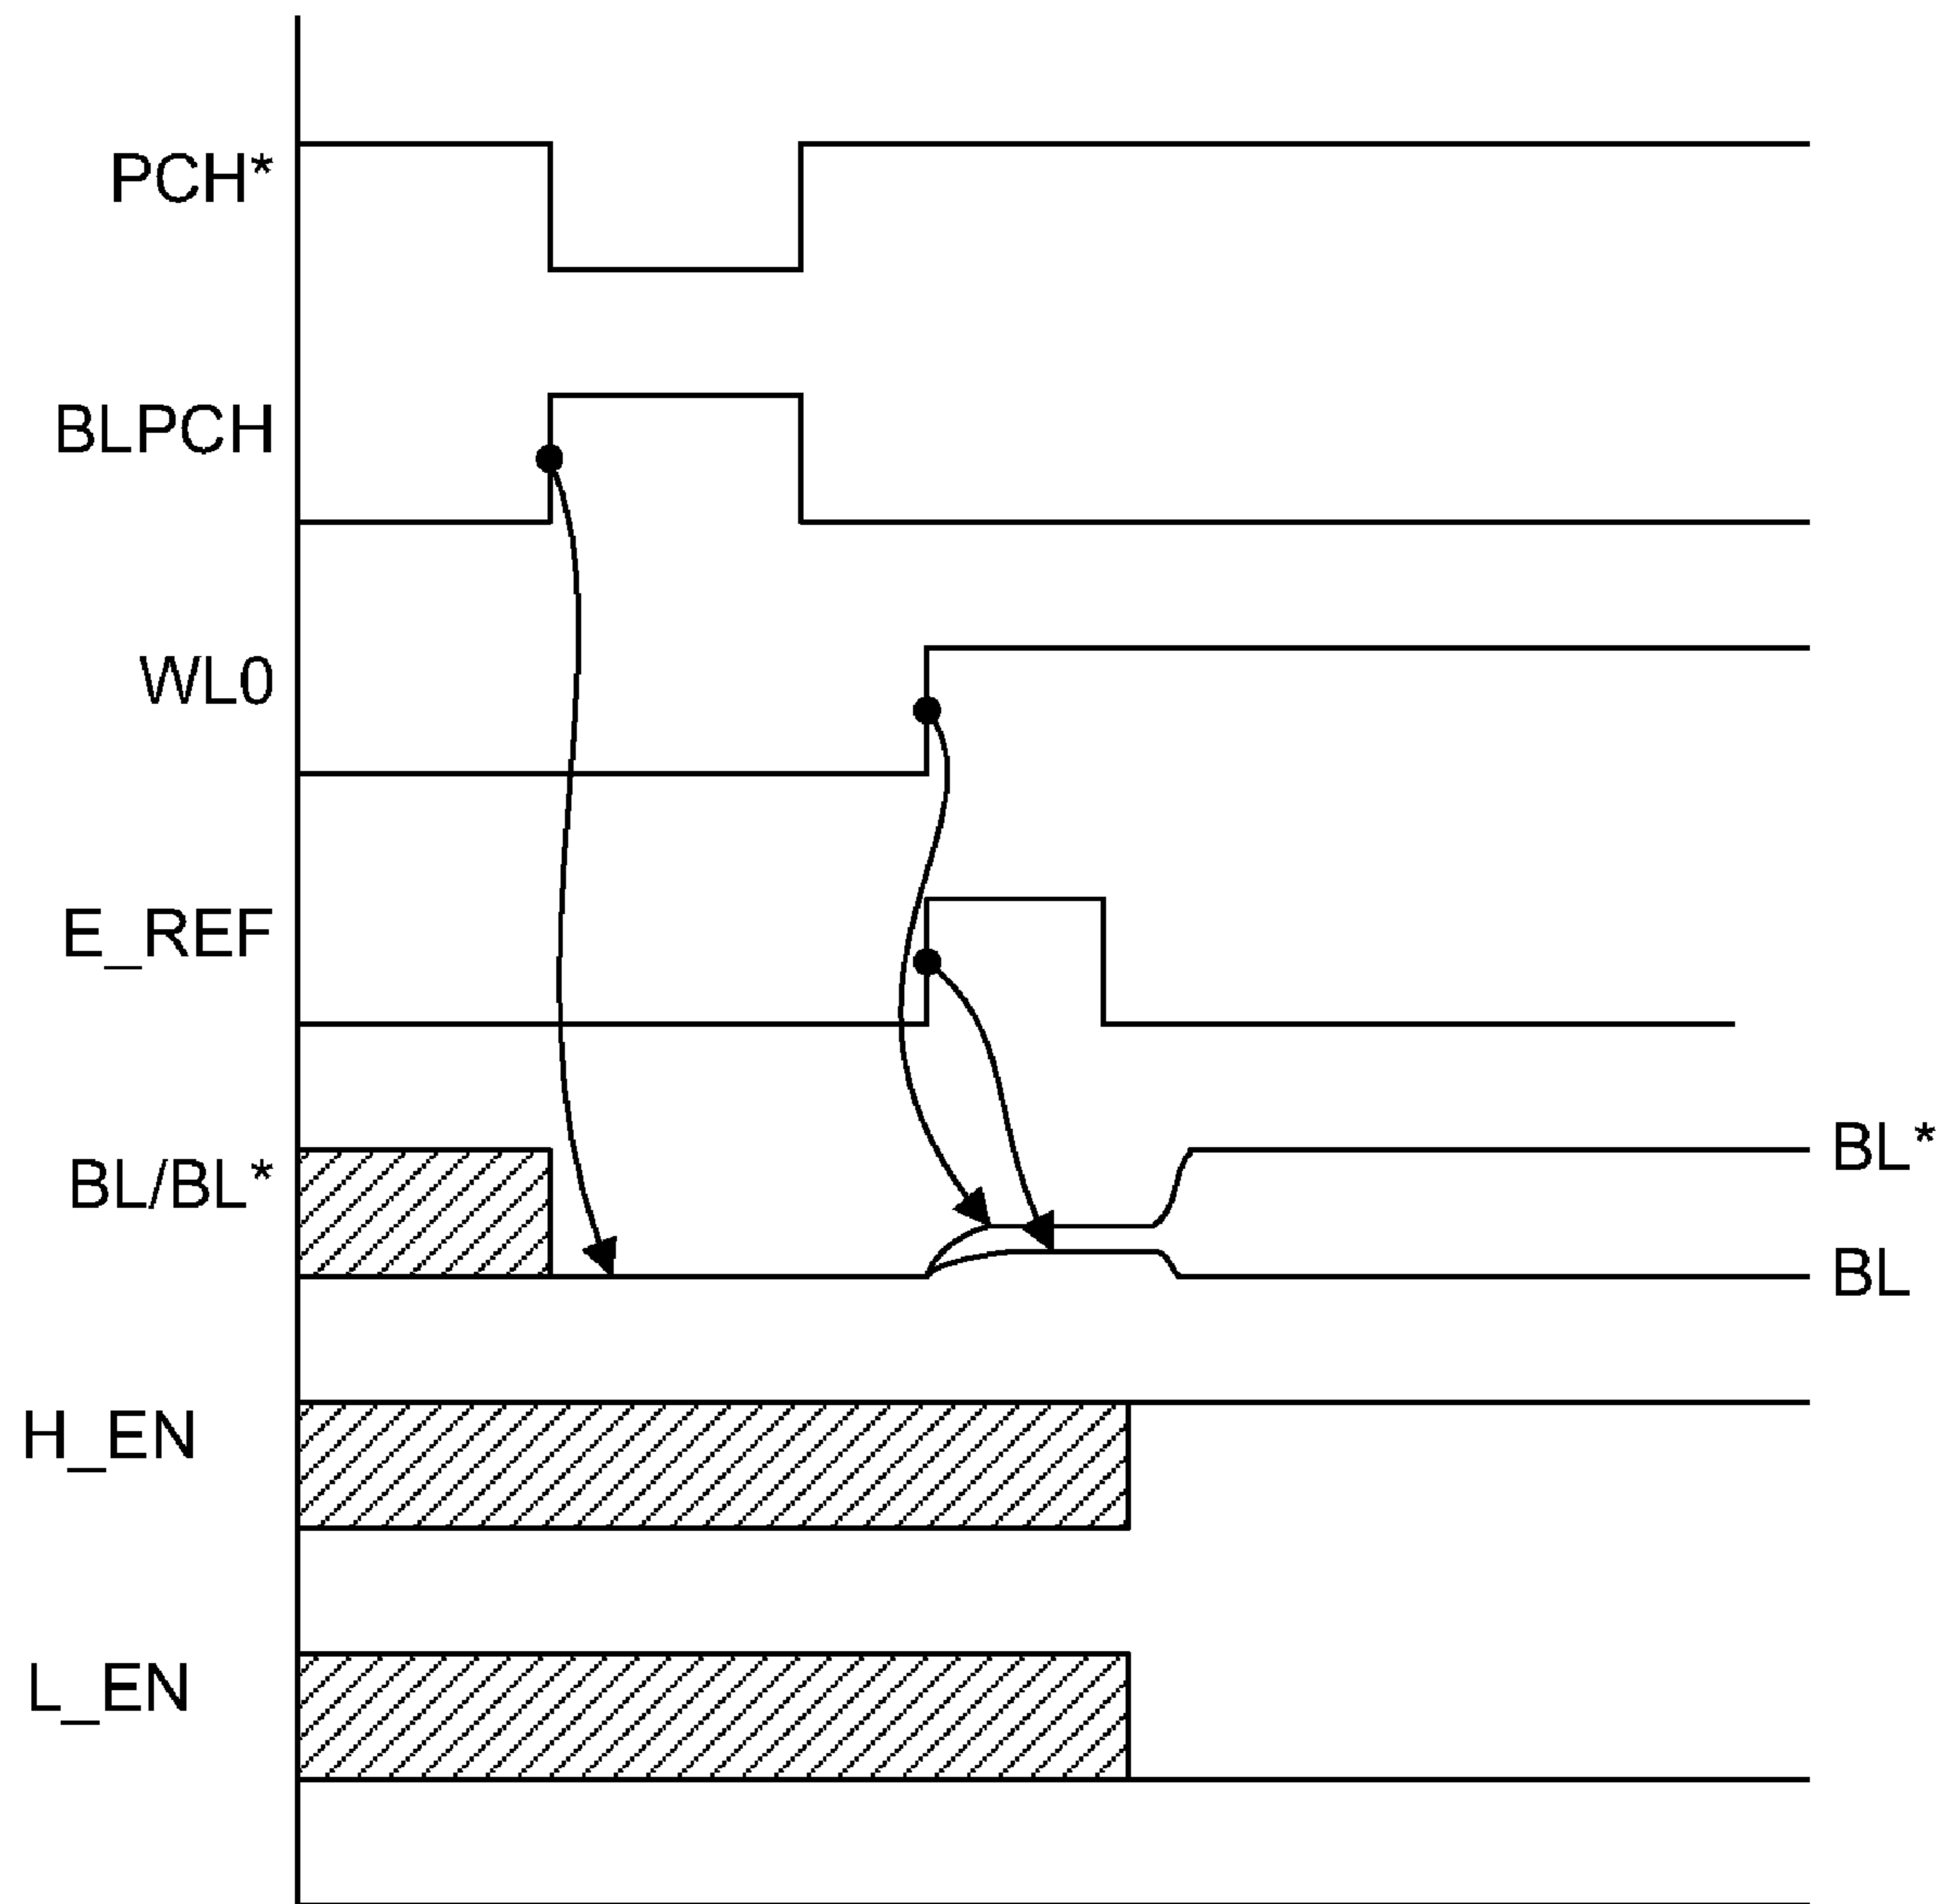 PCH*
BLPCH
WL0
E_REF
BL/BL*
BL*
BL
H_EN
L_EN